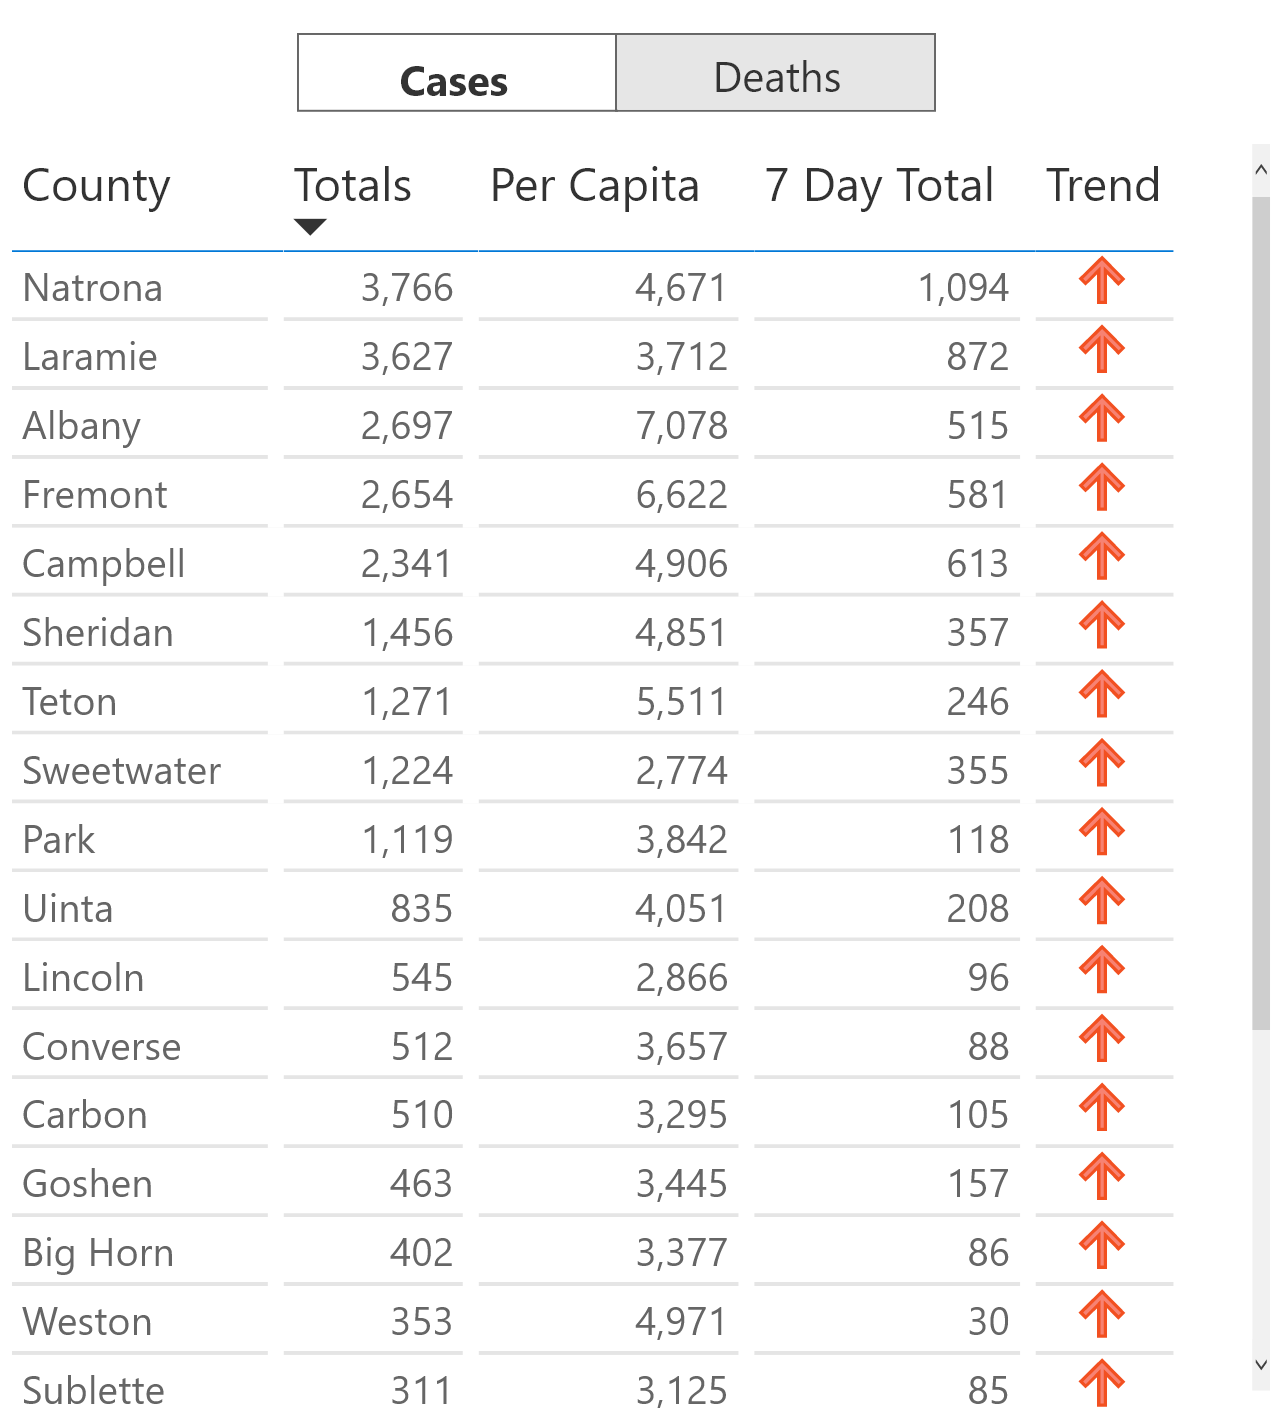 Cases Deaths
County Totals Per Capita 7 Day Total Trend
Natrona 3,766 4,671 1,094
Laramie 3,627 3,712 872
Albany 2,697 7,078 515
Fremont 2,654 6,622 581
Campbell 2,341 4,906 613
Sheridan 1,456 4,851 357
Teton 1,271 5,511 246
Sweetwater 1,224 2,774 355
Park 1,119 3,842 118
Uinta 835 4,051 208
Lincoln 545 2,866 96
Converse 512 3,657 88
Carbon 510 3,295 105
Goshen 463 3,445 157
Big Horn 402 3,377 86
Weston 353 4,971 30
Sublette 311 3,125 85